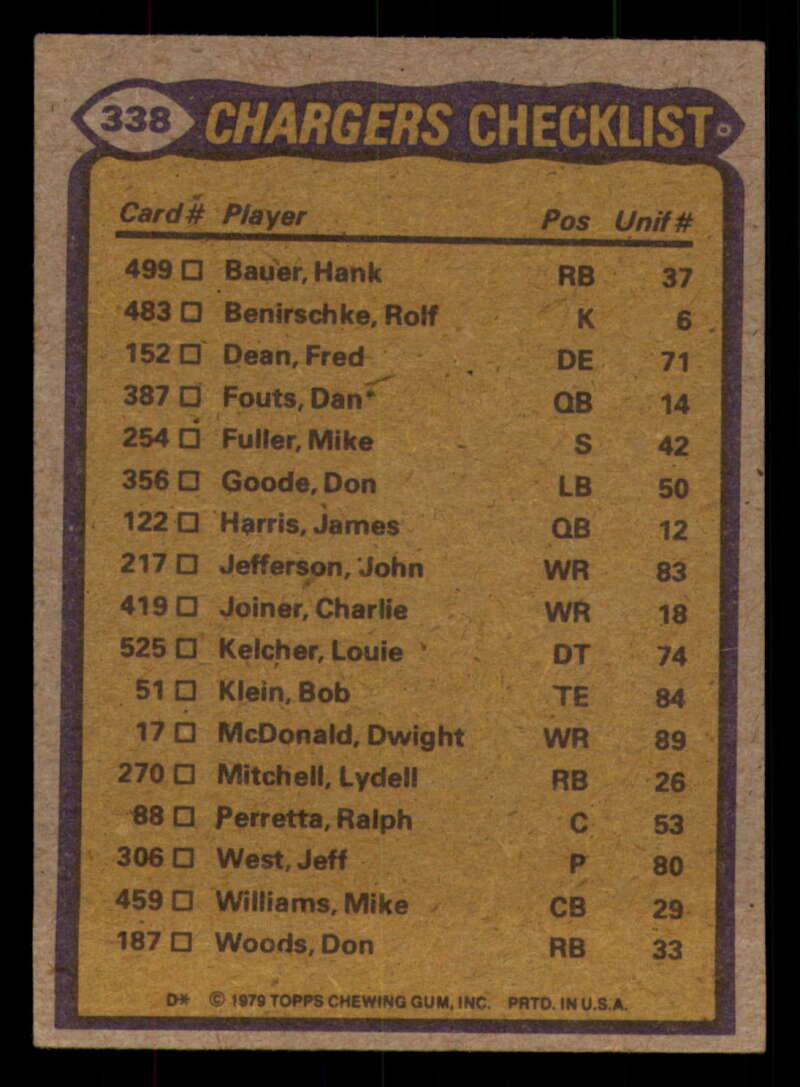 338 CHARGERS CHECKLIST
Card# Player Pos Unif#
499 □ Bauer, Hank RB 37
483 □ Benirschke, Rolf K 6
152 □ Dean, Fred DE 71
387 □ Fouts, Dan* QB 14
254 □ Fuller, Mike S 42
356 □ Goode, Don LB 50
122 □ Harris, James QB 12
217 □ Jefferson, John WR 83
419 □ Joiner, Charlie WR 18
525 □ Kelcher, Louie DT 74
51 □ Klein, Bob TE 84
17 □ McDonald, Dwight WR 89
270 □ Mitchell, Lydell RB 26
88 □ Perretta, Ralph C 53
306 □ West, Jeff P 80
459 □ Williams, Mike CB 29
187 □ Woods, Don RB 33
D* © 1979 TOPPS CHEWING GUM, INC. PRTD. IN U.S.A.